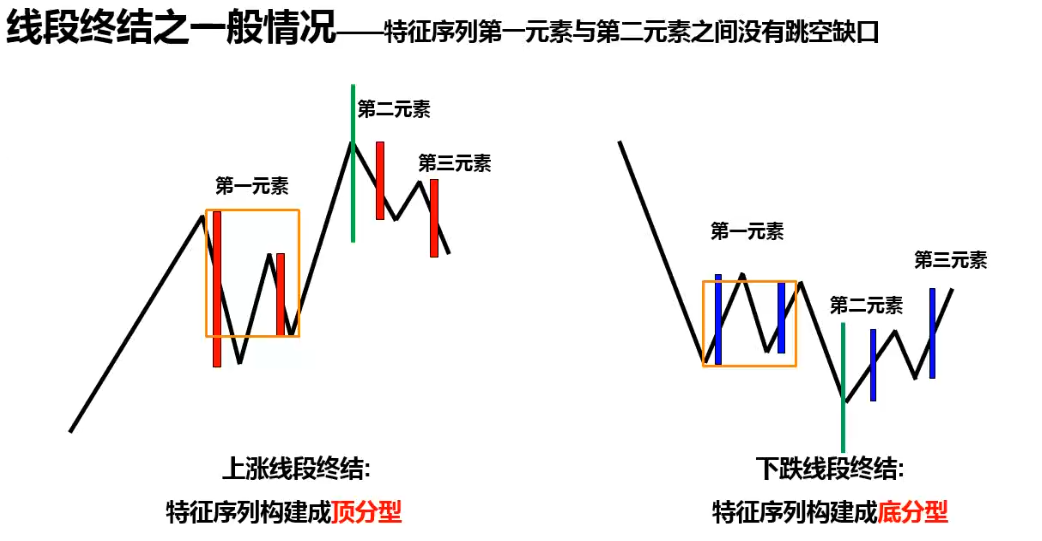 线段终结之一般情况——特征序列第一元素与第二元素之间没有跳空缺口
第二元素
第三元素
第一元素
第一元素
第三元素
第二元素
上涨线段终结:
特征序列构建成顶分型
下跌线段终结:
特征序列构建成底分型